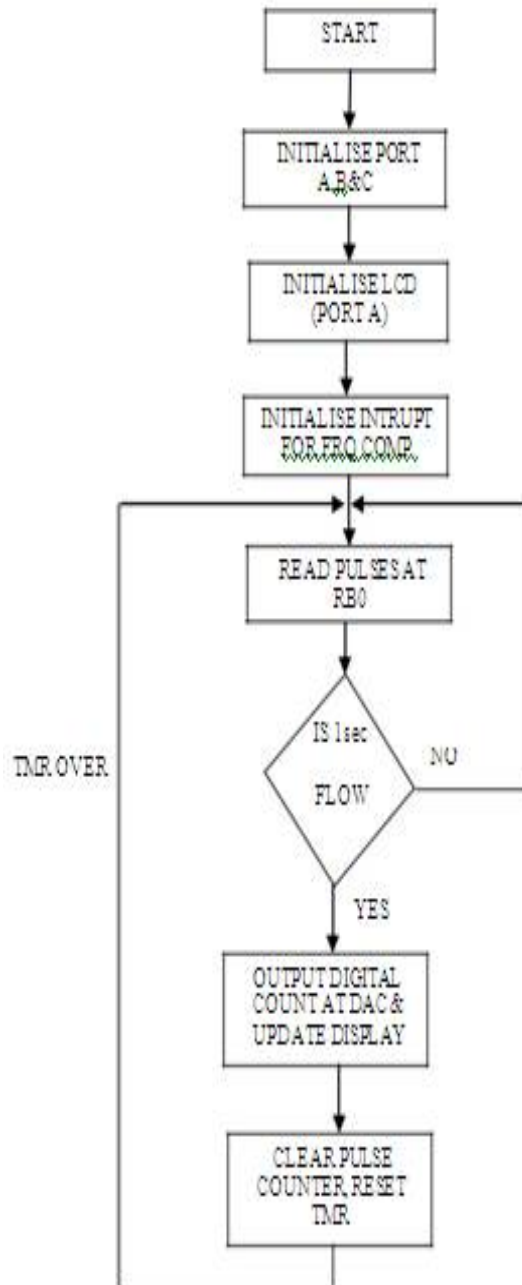 START
INITIALISE PORT
A,B&C
INITIALISE LCD
(PORT A)
INITIALISE INTRUPT
FOR FRQ COMP.
READ PULSES AT
RB0
IS 1sec
FLOW
NO
TMR OVER
YES
OUTPUT DIGITAL
COUNT AT DAC &
UPDATE DISPLAY
CLEAR PULSE
COUNTER, RESET
TMR